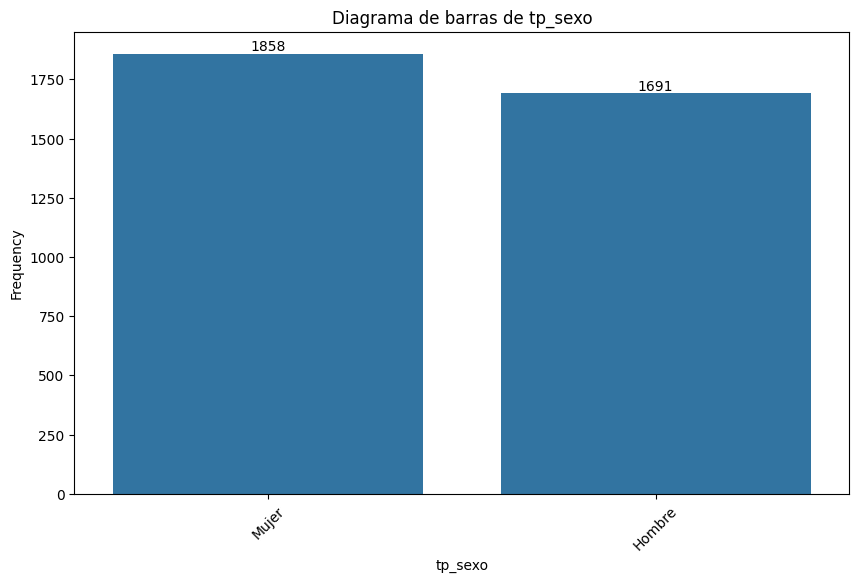 Diagrama de barras de tp_sexo
1858
1691
1750
1500
1250
1000
750
500
250
0
Frequency
Mujer
Hombre
tp_sexo